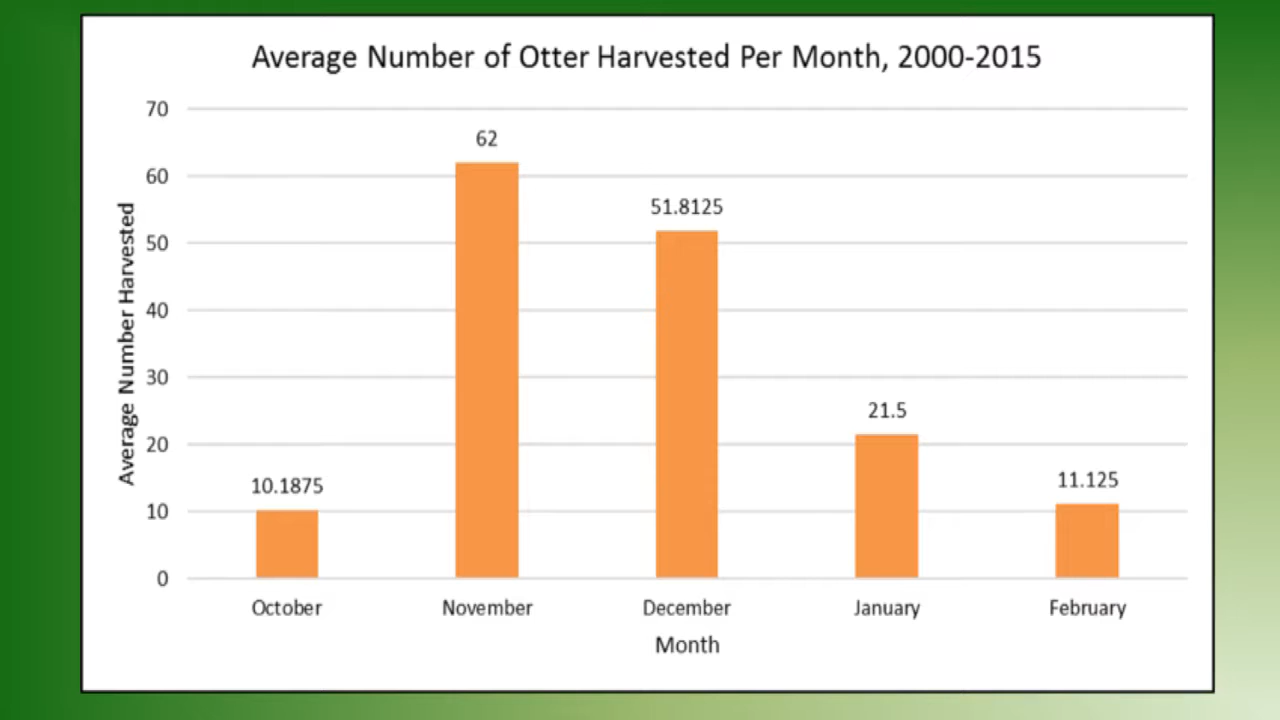 Average Number of Otter Harvested Per Month, 2000-2015
Average Number Harvested
70
60
50
40
30
20
10
0
10.1875
62
51.8125
21.5
11.125
October
November
December
January
February
Month